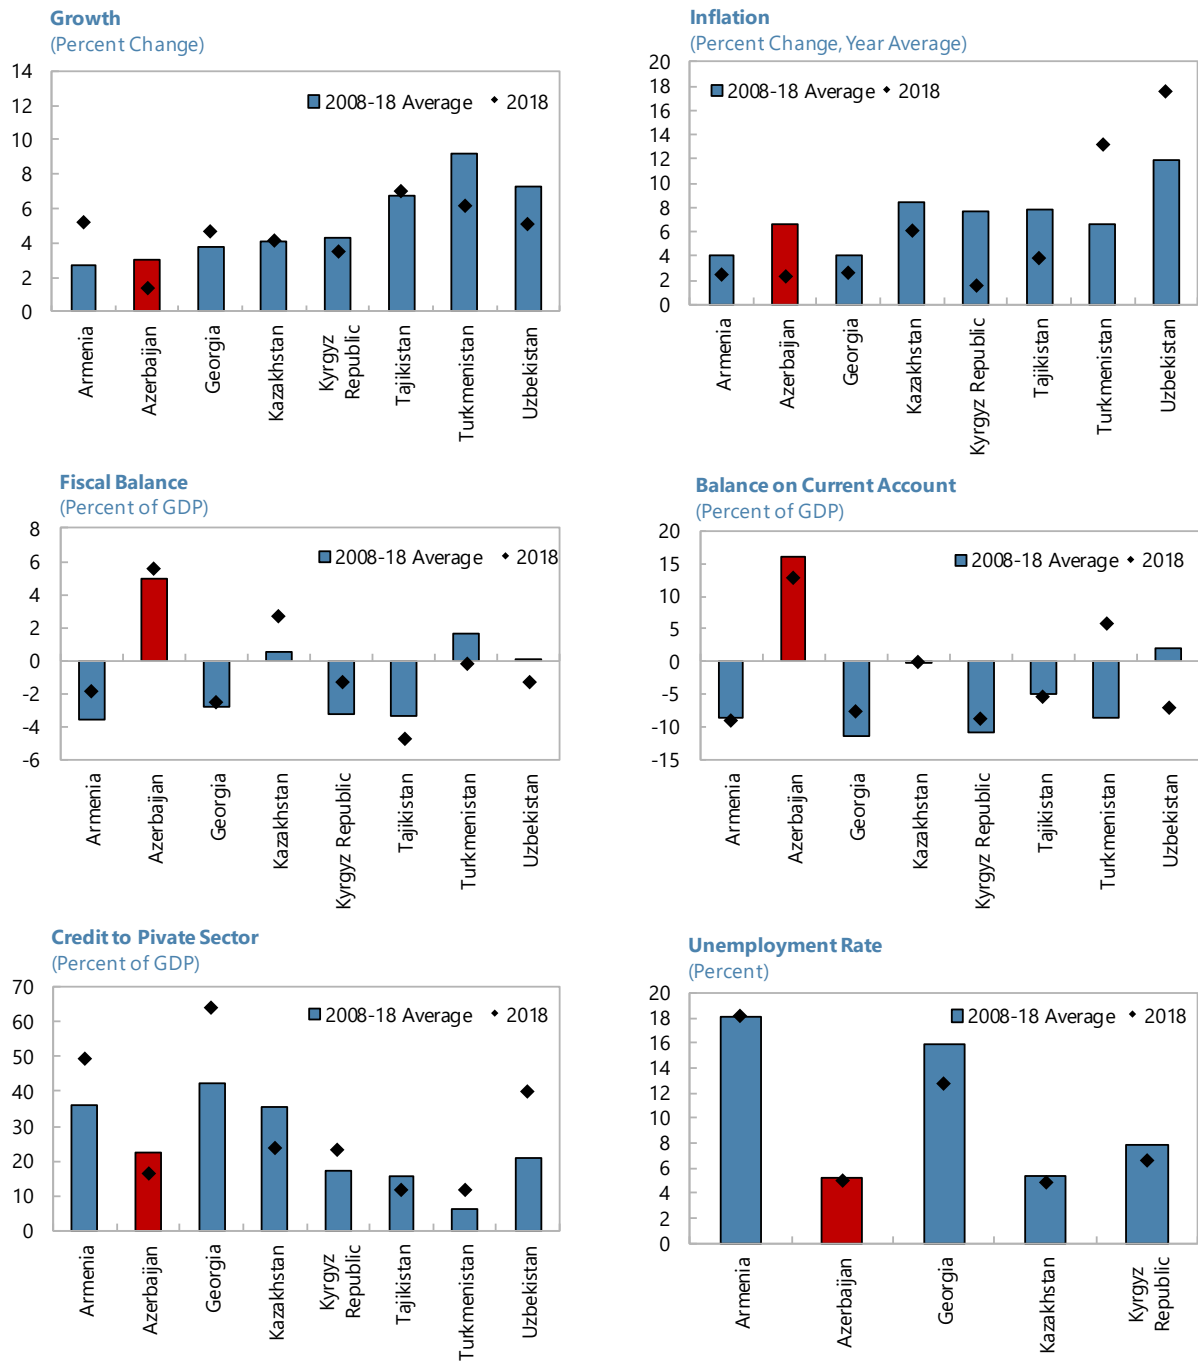 Growth
(Percent Change)
14
12
10
8
6
4
2
0
2008-18 Average
2018
Armenia
Azerbaijan
Georgia
Kazakhstan
Kyrgyz
Republic
Tajikistan
Turkmenistan
Uzbekistan
Inflation
(Percent Change, Year Average)
20
18
16
14
12
10
8
6
4
2
0
2008-18 Average
2018
Armenia
Azerbaijan
Georgia
Kazakhstan
Kyrgyz Republic
Tajikistan
Turkmenistan
Uzbekistan
Fiscal Balance
(Percent of GDP)
8
6
4
2
0
-2
-4
-6
2008-18 Average
2018
Armenia
Azerbaijan
Georgia
Kazakhstan
Kyrgyz Republic
Tajikistan
Turkmenistan
Uzbekistan
Balance on Current Account
(Percent of GDP)
20
15
10
5
0
-5
-10
-15
2008-18 Average
2018
Armenia
Azerbaijan
Georgia
Kazakhstan
Kyrgyz Republic
Tajikistan
Turkmenistan
Uzbekistan
Credit to Private Sector
(Percent of GDP)
70
60
50
40
30
20
10
0
2008-18 Average
2018
Armenia
Azerbaijan
Georgia
Kazakhstan
Kyrgyz
Republic
Tajikistan
Turkmenistan
Uzbekistan
Unemployment Rate
(Percent)
20
18
16
14
12
10
8
6
4
2
0
2008-18 Average
2018
Armenia
Azerbaijan
Georgia
Kazakhstan
Kyrgyz
Republic